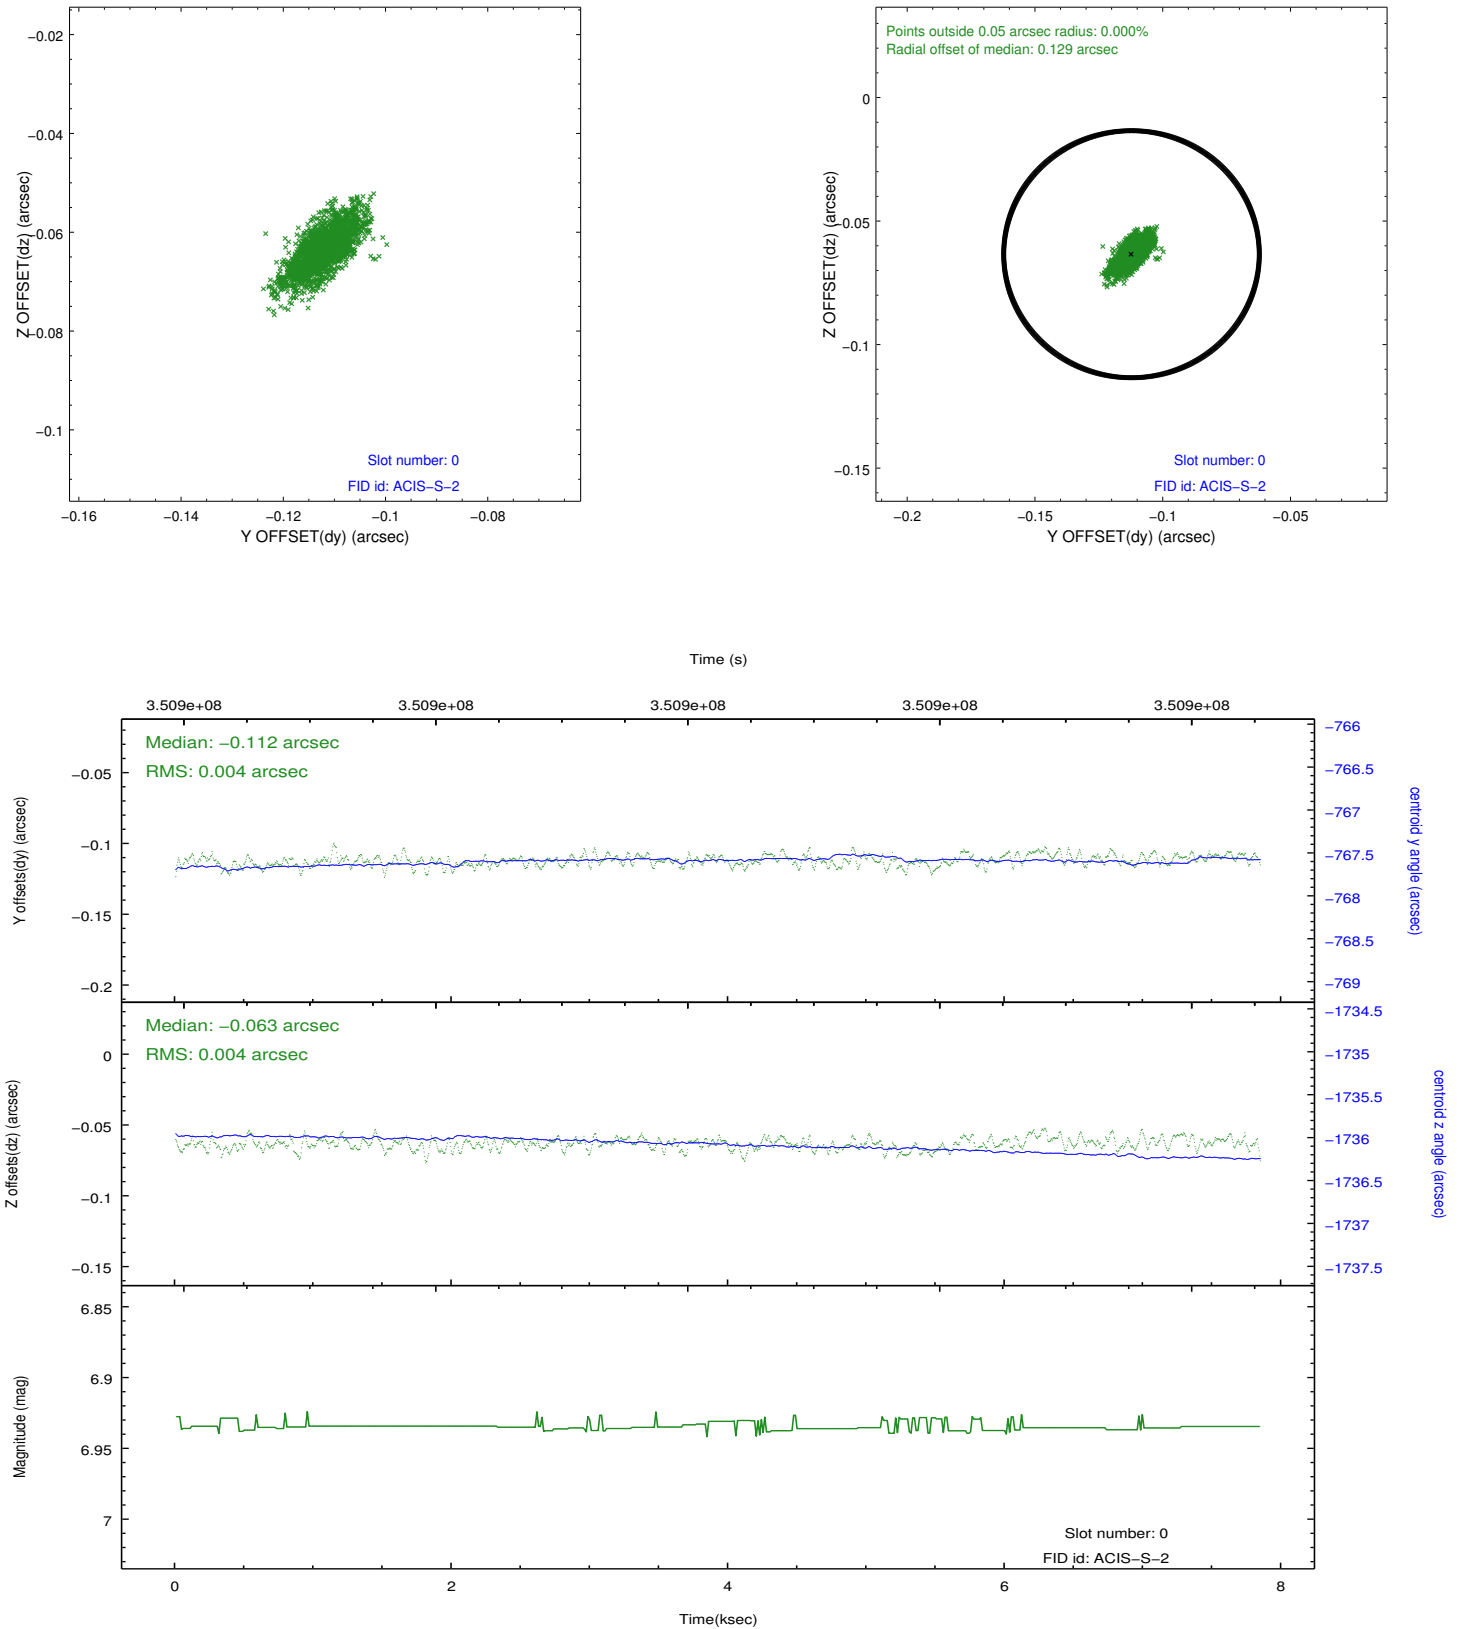 −0.02
−0.04
−0.06
−0.08
−0.1
Z OFFSET(dz) (arcsec)
Slot number: 0
FID id: ACIS−S−2
−0.16 −0.14 −0.12 −0.1 −0.08
Y OFFSET(dy) (arcsec)
Points outside 0.05 arcsec radius: 0.000%
Radial offset of median: 0.129 arcsec
0
−0.05
−0.1
−0.15
Z OFFSET(dz) (arcsec)
Slot number: 0
FID id: ACIS−S−2
−0.2 −0.15 −0.1 −0.05
Y OFFSET(dy) (arcsec)
Time (s)
3.509e+08 3.509e+08 3.509e+08 3.509e+08 3.509e+08
Median: −0.112 arcsec
RMS: 0.004 arcsec
−0.05
−0.1
−0.15
−0.2
Y offsets(dy) (arcsec)
−766
−766.5
−767
−767.5
−768
−768.5
−769
centroid y angle (arcsec)
Median: −0.063 arcsec
RMS: 0.004 arcsec
0
−0.05
−0.1
−0.15
Z offsets(dz) (arcsec)
−1734.5
−1735
−1735.5
−1736
−1736.5
−1737
−1737.5
centroid z angle (arcsec)
6.85
6.9
6.95
7
Magnitude (mag)
Slot number: 0
FID id: ACIS−S−2
0 2 4 6 8
Time(ksec)